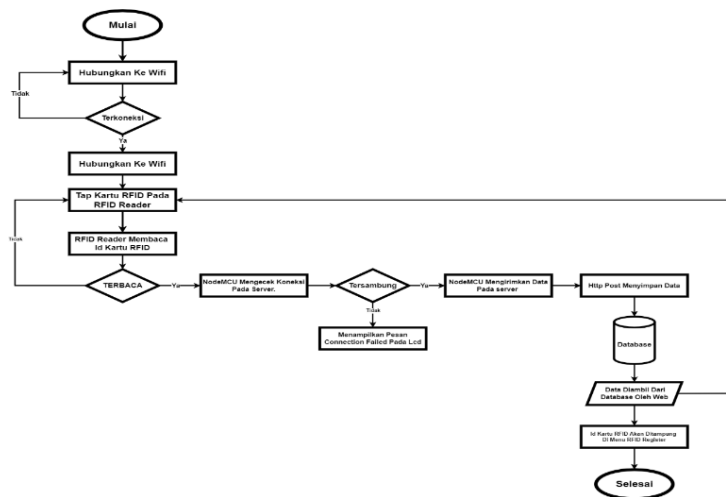 Mulai
Hubungkan Ke Wifi
Tidak
Terkoneksi
Ya
Hubungkan Ke Wifi
Tap Kartu RFID Pada
RFID Reader
Tidak
RFID Reader Membaca
Id Kartu RFID
TERBACA
Ya
NodeMCU Mengecek Koneksi
Pada Server.
Tersambung
Ya
NodeMCU Mengirimkan Data
Pada server
Http Post Menyimpan Data
Tidak
Menampilkan Pesan
Connection Failed Pada Lcd
Database
Data Diambil Dari
Database Oleh Web
Id Kartu RFID Akan Ditampang
Di Menu RFID Register
Selesai